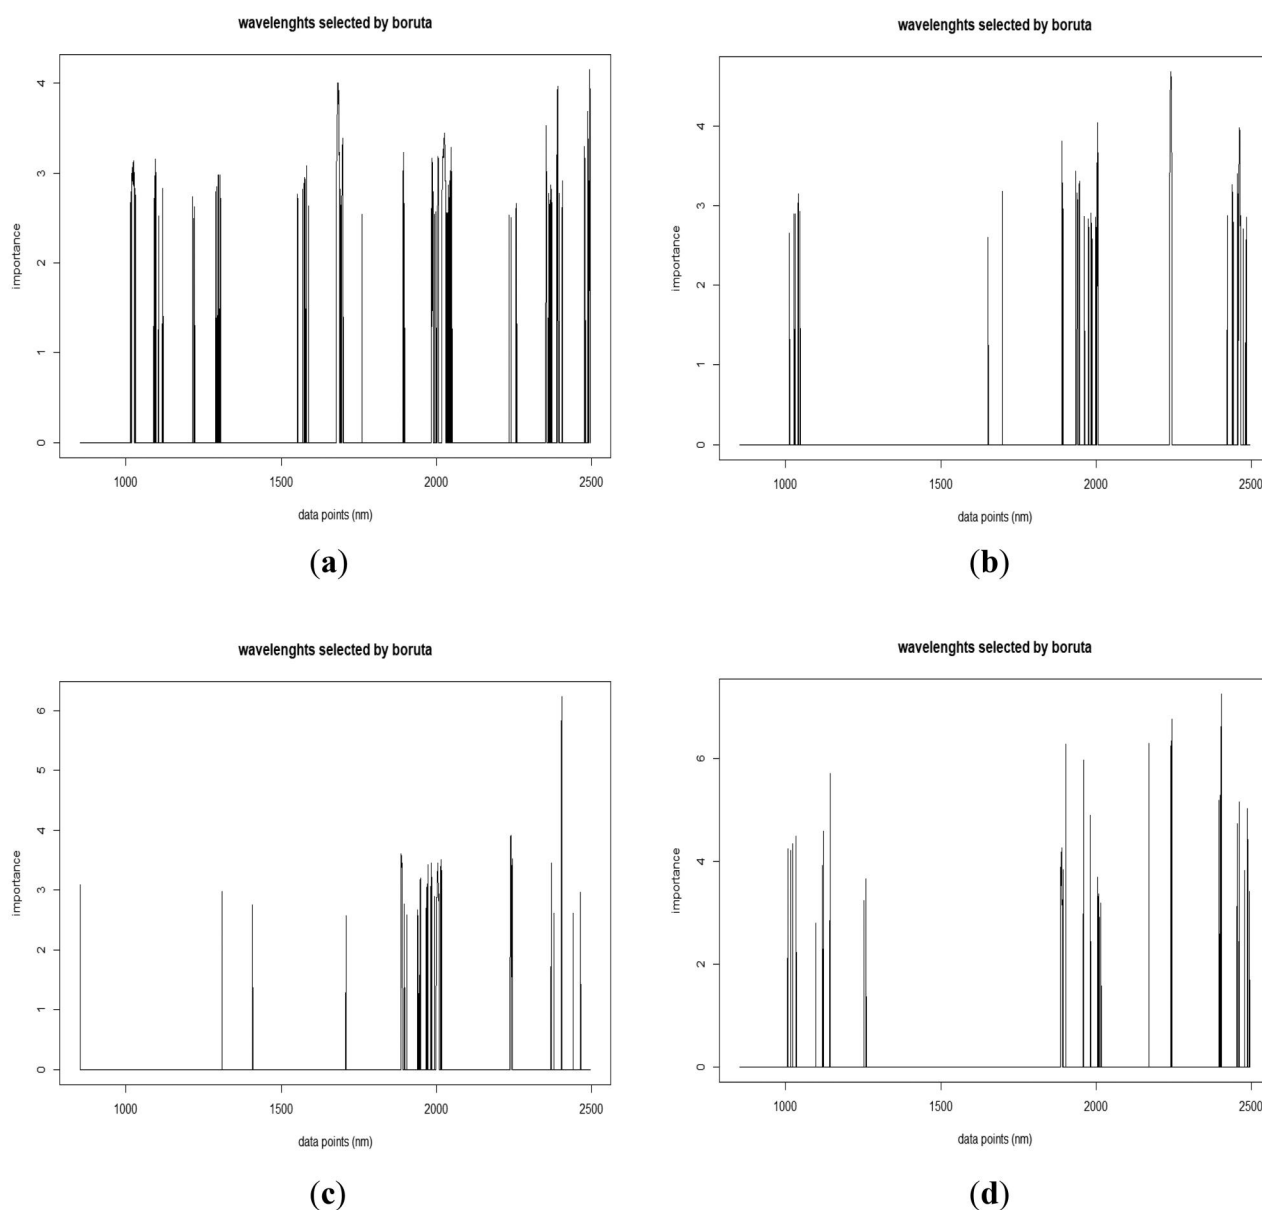 wavelenghts selected by boruta
importance
4
3
2
1
0
1000 1500 2000 2500
data points (nm)
(a)
wavelenghts selected by boruta
importance
4
3
2
1
0
1000 1500 2000 2500
data points (nm)
(b)
wavelenghts selected by boruta
importance
6
5
4
3
2
1
0
1000 1500 2000 2500
data points (nm)
(c)
wavelenghts selected by boruta
importance
6
4
2
0
1000 1500 2000 2500
data points (nm)
(d)